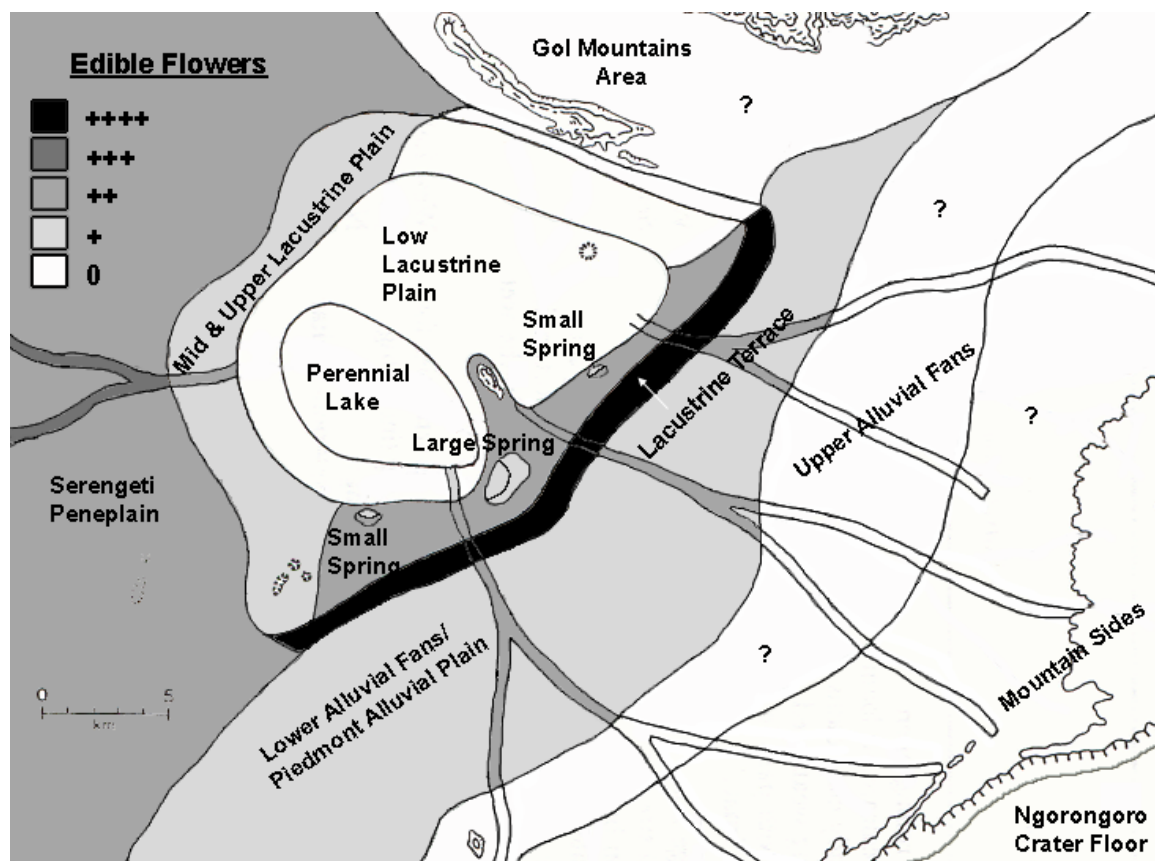 Edible Flowers
++++
+++
++
+
0
Gol Mountains
Area
?
?
?
?
Mid & Upper Lacustrine Plain
Low
Lacustrine
Plain
Small
Spring
Perennial
Lake
Large Spring
Lacustrine Terrace
Upper Alluvial Fans
Serengeti
Peneplain
Small
Spring
Lower Alluvial Fans/
Piedmont Alluvial Plain
Mountain Sides
0
5
km
Ngorongoro
Crater Floor